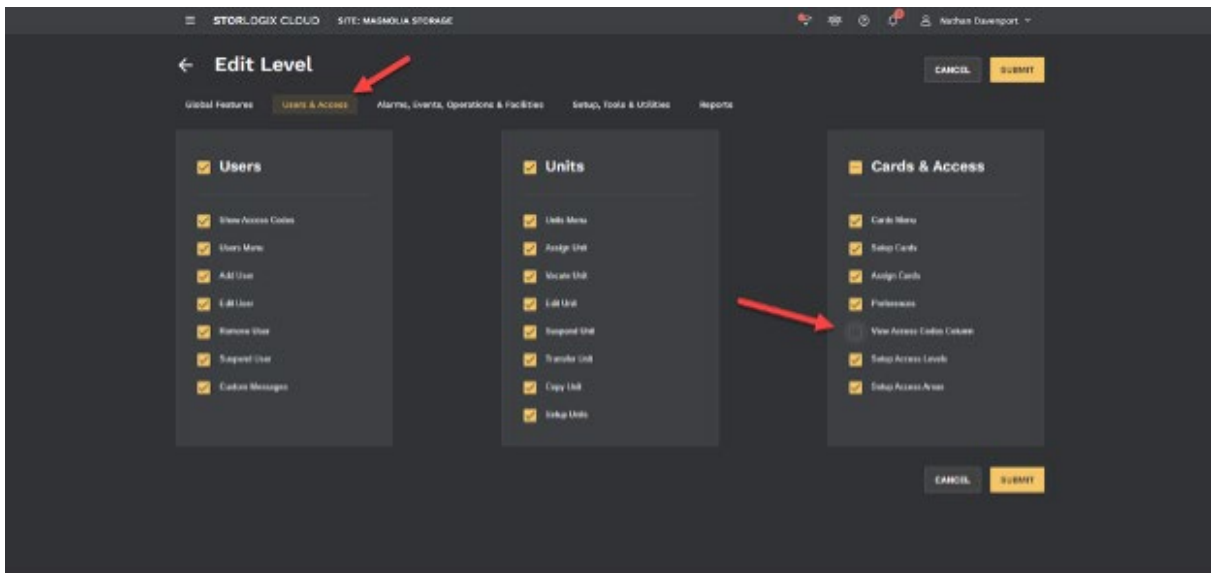 STORLOGIX CLOUD SITE: MAGNOLIA STORAGE Nathan Davenport
Edit Level
CANCEL SUBMIT
Global Features Users & Access Alarms, Events, Operations & Facilities Setup, Tools & Utilities Reports
Users
Show Access Codes
Users Menu
Add User
Edit User
Remove User
Suspend User
Custom Messages
Units
Units Menu
Assign Unit
Vacate Unit
Edit Unit
Suspend Unit
Transfer Unit
Copy Unit
Setup Units
Cards & Access
Cards Menu
Setup Cards
Assign Cards
Preferences
View Access Codes Column
Setup Access Levels
Setup Access Areas
CANCEL SUBMIT